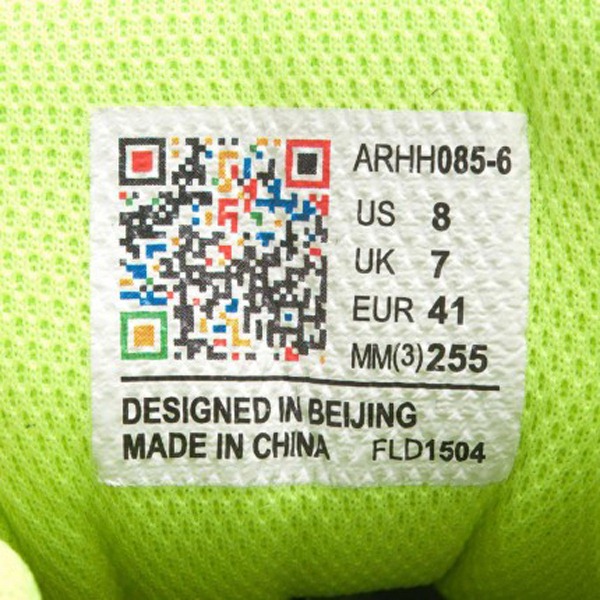 ARHH085-6
US 8
UK 7
EUR 41
MM(3)255
DESIGNED IN BEIJING
MADE IN CHINA FLD1504